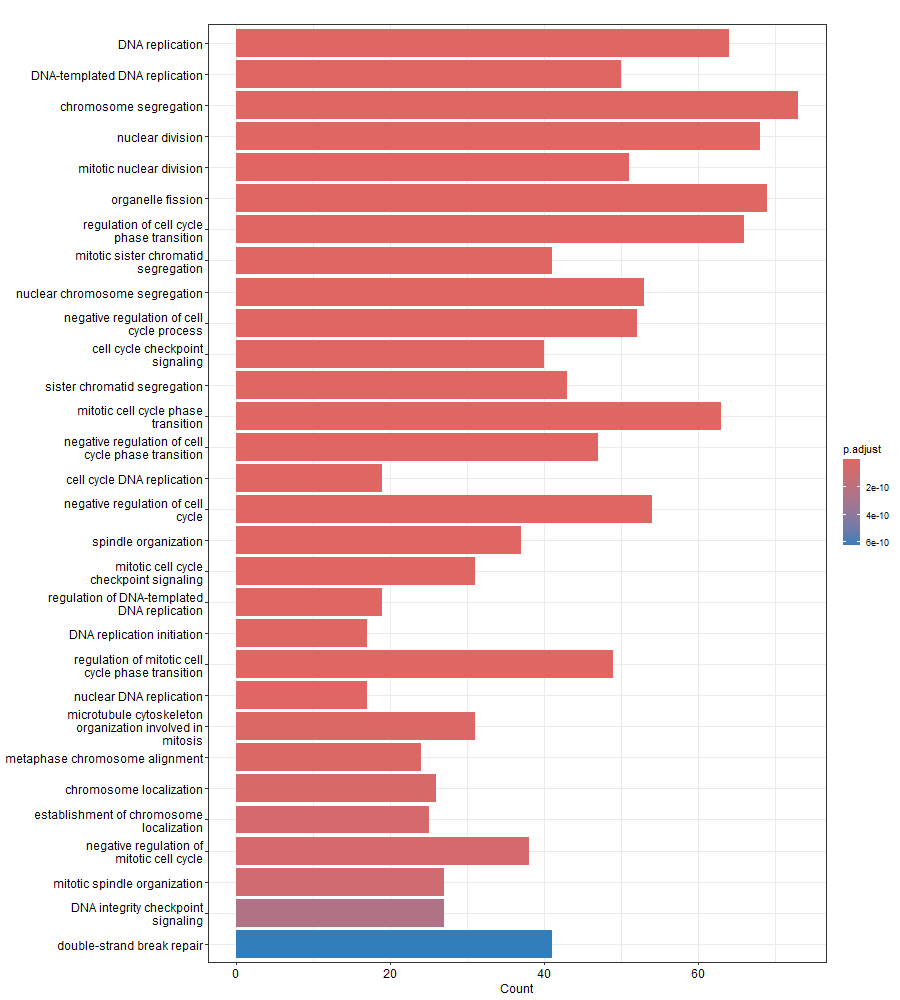 DNA replication
DNA-templated DNA replication
chromosome segregation
nuclear division
mitotic nuclear division
organelle fission
regulation of cell cycle
phase transition
mitotic sister chromatid
segregation
nuclear chromosome segregation
negative regulation of cell
cycle process
cell cycle checkpoint
signaling
sister chromatid segregation
mitotic cell cycle phase
transition
negative regulation of cell
cycle phase transition
cell cycle DNA replication
negative regulation of cell
cycle
spindle organization
mitotic cell cycle
checkpoint signaling
regulation of DNA-templated
DNA replication
DNA replication initiation
regulation of mitotic cell
cycle phase transition
nuclear DNA replication
microtubule cytoskeleton
organization involved in
mitosis
metaphase chromosome alignment
chromosome localization
establishment of chromosome
localization
negative regulation of
mitotic cell cycle
mitotic spindle organization
DNA integrity checkpoint
signaling
double-strand break repair
0 20 40 60
Count
p.adjust
2e-10
4e-10
6e-10